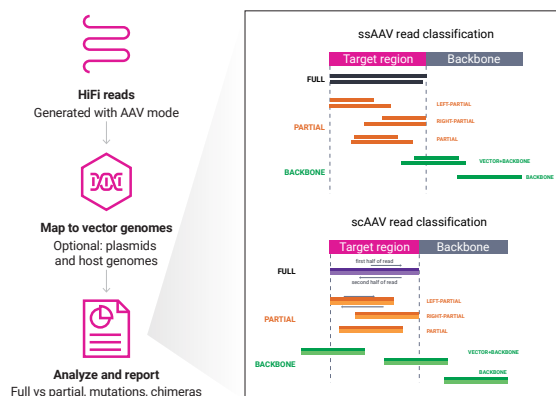 HiFi reads
Generated with AAV mode
Map to vector genomes
Optional: plasmids
and host genomes
Analyze and report
Full vs partial, mutations, chimeras
ssAAV read classification
Target region Backbone
FULL
LEFT-PARTIAL
RIGHT-PARTIAL
PARTIAL
PARTIAL
VECTOR+BACKBONE
BACKBONE
BACKBONE
scAAV read classification
Target region Backbone
first half of read
FULL
second half of read
LEFT-PARTIAL
RIGHT-PARTIAL
PARTIAL
PARTIAL
VECTOR+BACKBONE
BACKBONE
BACKBONE